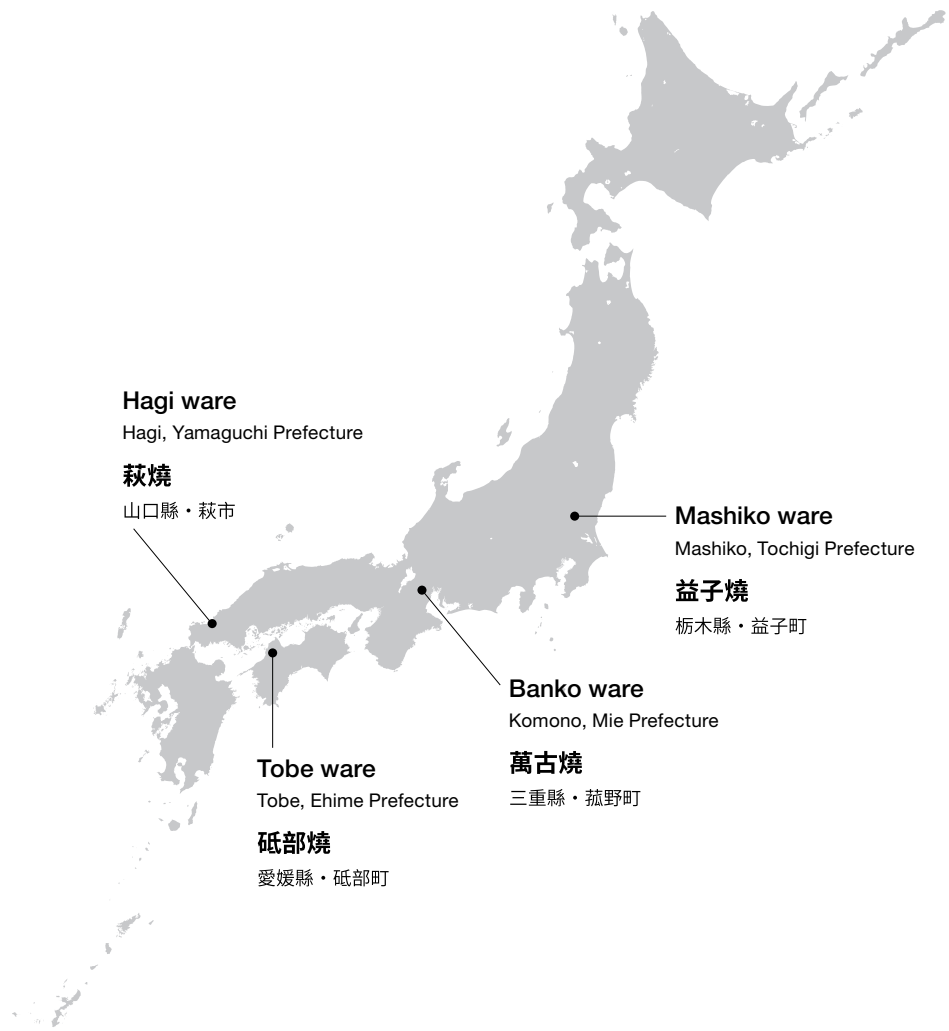 Hagi ware
Hagi, Yamaguchi Prefecture
萩燒
山口縣・萩市
Mashiko ware
Mashiko, Tochigi Prefecture
益子燒
栃木縣・益子町
Banko ware
Komono, Mie Prefecture
萬古燒
三重縣・菰野町
Tobe ware
Tobe, Ehime Prefecture
砥部燒
愛媛縣・砥部町